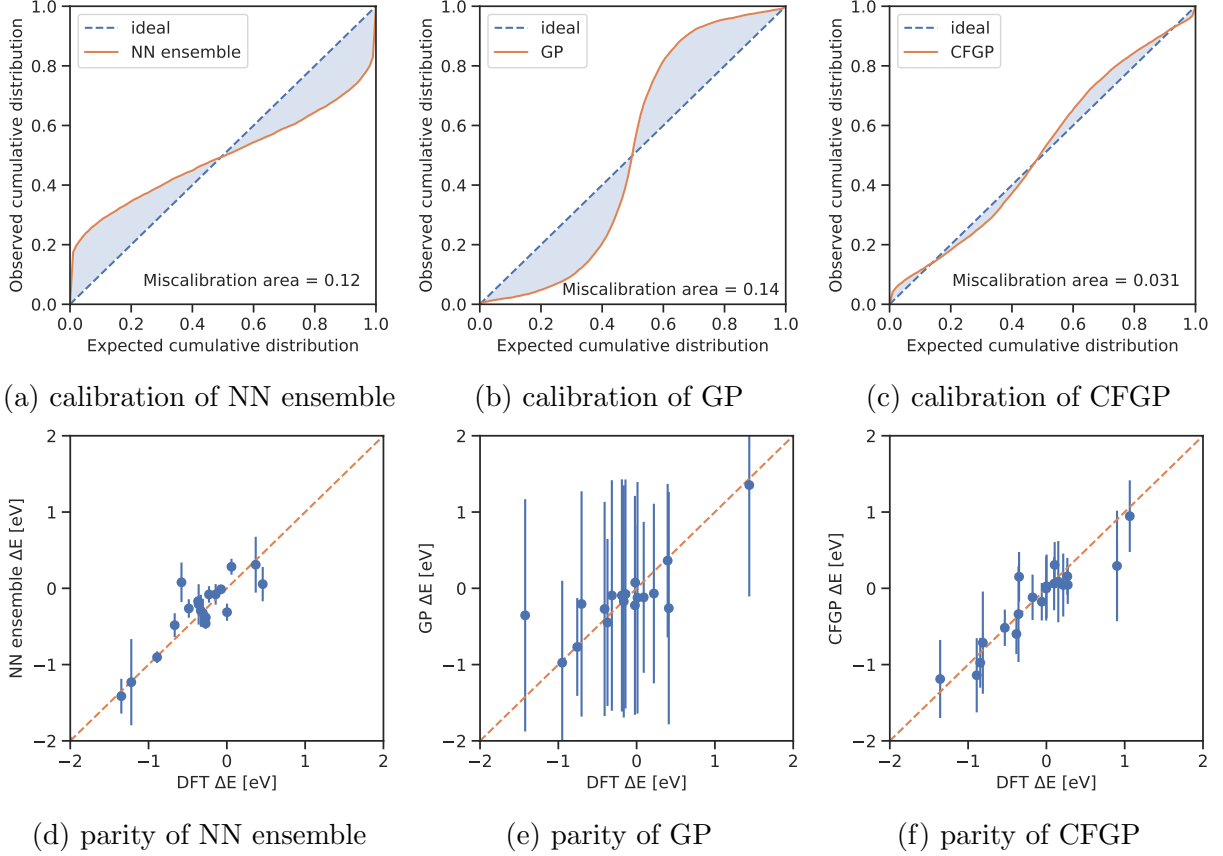 1.0
0.8
0.6
0.4
0.2
0.0
Observed cumulative distribution
ideal
NN ensemble
Miscalibration area = 0.12
0.0 0.2 0.4 0.6 0.8 1.0
Expected cumulative distribution
(a) calibration of NN ensemble
1.0
0.8
0.6
0.4
0.2
0.0
Observed cumulative distribution
ideal
GP
Miscalibration area = 0.14
0.0 0.2 0.4 0.6 0.8 1.0
Expected cumulative distribution
(b) calibration of GP
1.0
0.8
0.6
0.4
0.2
0.0
Observed cumulative distribution
ideal
CFGP
Miscalibration area = 0.031
0.0 0.2 0.4 0.6 0.8 1.0
Expected cumulative distribution
(c) calibration of CFGP
2
1
0
−1
−2
NN ensemble ΔE [eV]
−2 −1 0 1 2
DFT ΔE [eV]
(d) parity of NN ensemble
2
1
0
−1
−2
GP ΔE [eV]
−2 −1 0 1 2
DFT ΔE [eV]
(e) parity of GP
2
1
0
−1
−2
CFGP ΔE [eV]
−2 −1 0 1 2
DFT ΔE [eV]
(f) parity of CFGP